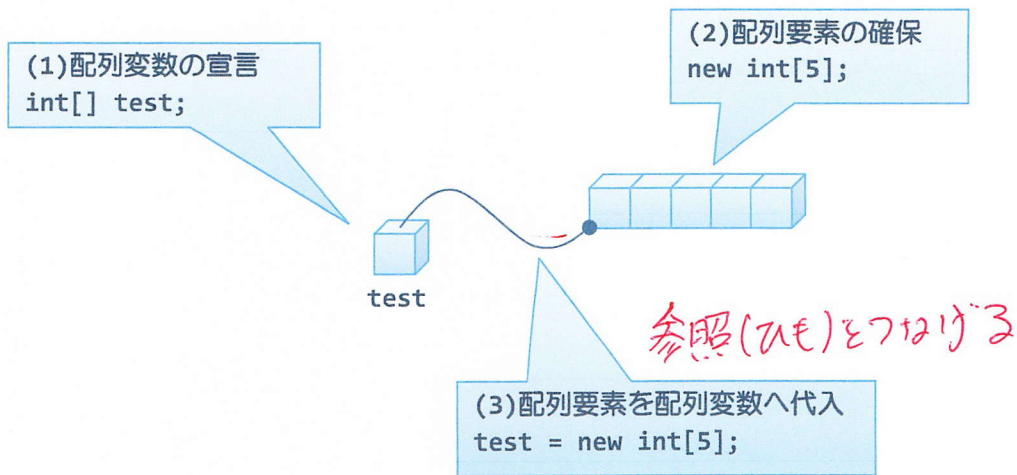 (1)配列変数の宣言
int[] test;
(2)配列要素の確保
new int[5];
test
参照(ひも)をつなげる
(3)配列要素を配列変数へ代入
test = new int[5];